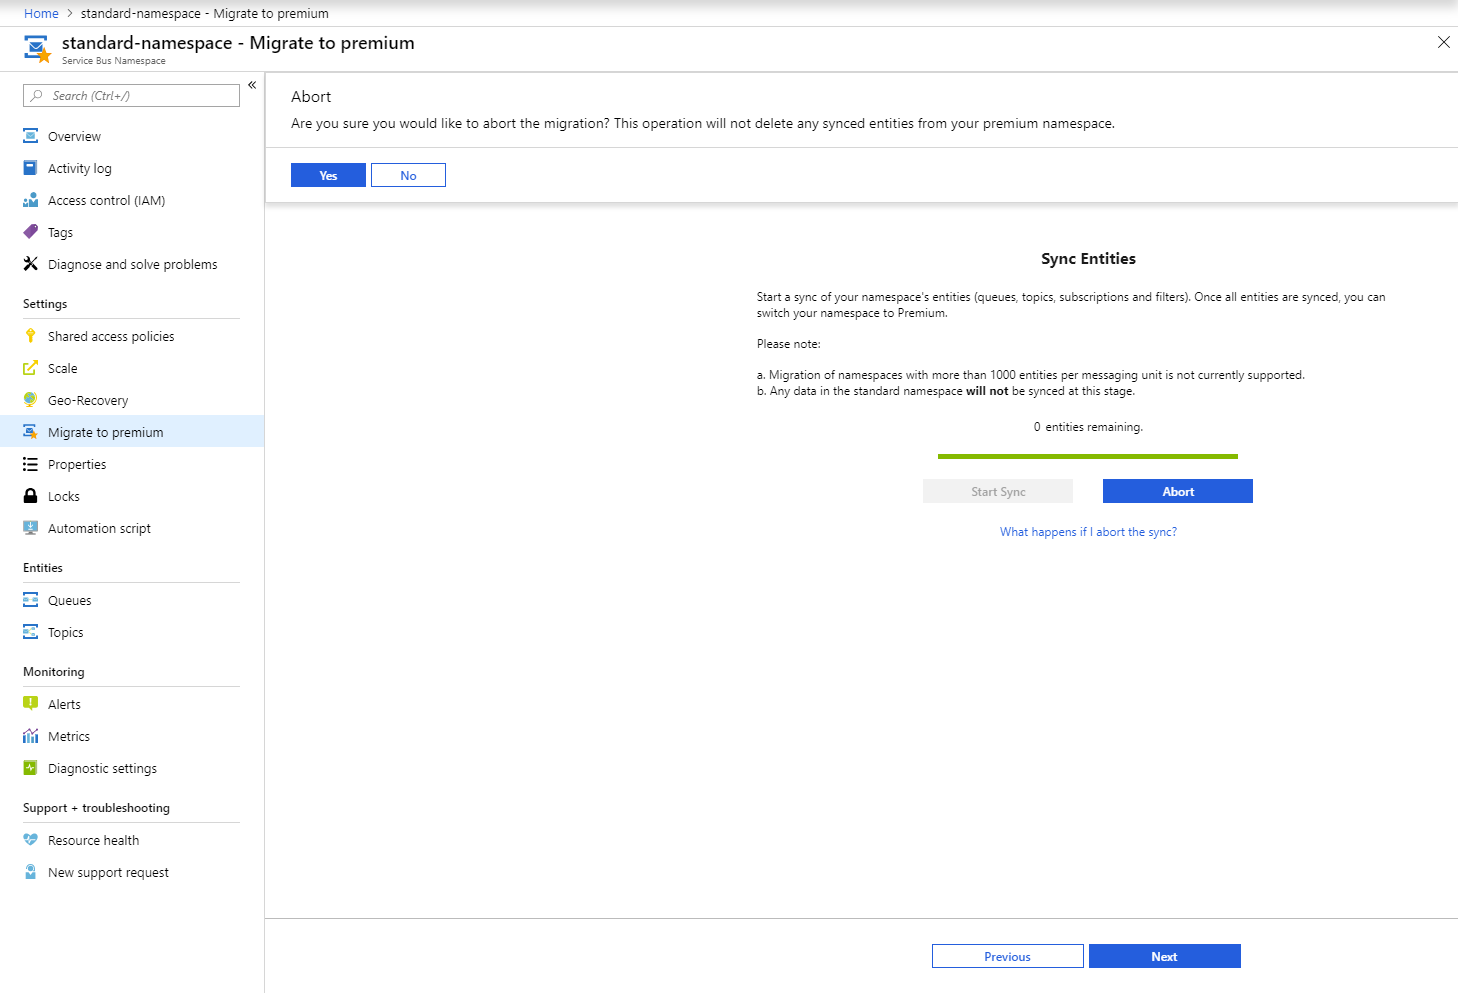 Home > standard-namespace - Migrate to premium
standard-namespace - Migrate to premium
Service Bus Namespace
Search (Ctrl+/)
«
Overview
Activity log
Access control (IAM)
Tags
Diagnose and solve problems
Settings
Shared access policies
Scale
Geo-Recovery
Migrate to premium
Properties
Locks
Automation script
Entities
Queues
Topics
Monitoring
Alerts
Metrics
Diagnostic settings
Support + troubleshooting
Resource health
New support request
Abort
Are you sure you would like to abort the migration? This operation will not delete any synced entities from your premium namespace.
Yes No
Sync Entities
Start a sync of your namespace's entities (queues, topics, subscriptions and filters). Once all entities are synced, you can
switch your namespace to Premium.
Please note:
a. Migration of namespaces with more than 1000 entities per messaging unit is not currently supported.
b. Any data in the standard namespace will not be synced at this stage.
0 entities remaining.
Start Sync Abort
What happens if I abort the sync?
Previous Next